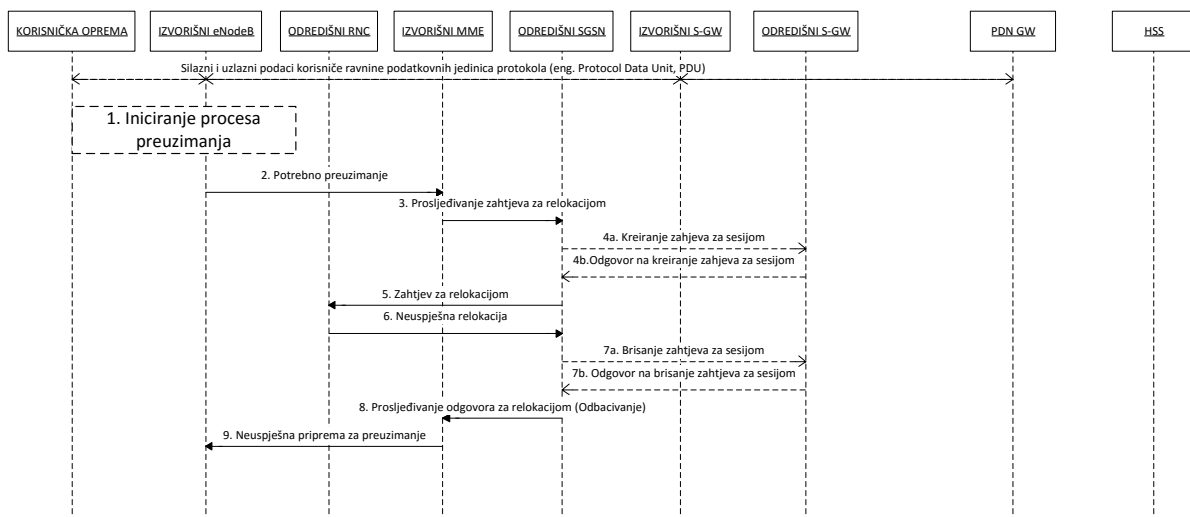 KORISNIČKA OPREMA
IZVORIŠNI eNodeB
ODREDIŠNI RNC
IZVORIŠNI MME
ODREDIŠNI SGSN
IZVORIŠNI S-GW
ODREDIŠNI S-GW
PDN GW
HSS
Silazni i uzlazni podaci korisniče ravnine podatkovnih jedinica protokola (eng. Protocol Data Unit, PDU)
1. Iniciranje procesa
preuzimanja
2. Potrebno preuzimanje
3. Prosljeđivanje zahtjeva za relokacijom
4a. Kreiranje zahjeva za sesijom
4b.Odgovor na kreiranje zahjeva za sesijom
5. Zahtjev za relokacijom
6. Neuspješna relokacija
7a. Brisanje zahtjeva za sesijom
7b. Odgovor na brisanje zahtjeva za sesijom
8. Prosljeđivanje odgovora za relokacijom (Odbacivanje)
9. Neuspješna priprema za preuzimanje